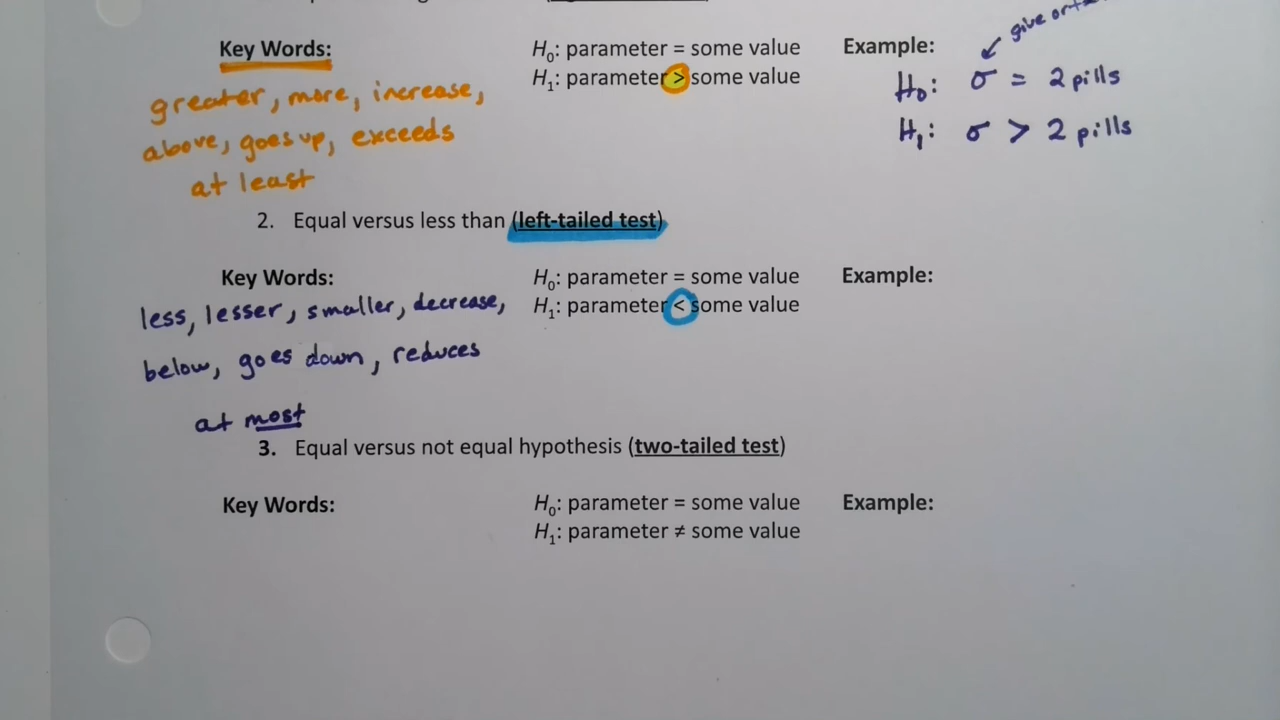 give or
Key Words:
H₀: parameter = some value
Example:
H₁: parameter > some value
H₀: σ = 2 pills
greater, more, increase,
above, goes up, exceeds
H₁: σ > 2 pills
at least
2. Equal versus less than (left-tailed test)
Key Words:
H₀: parameter = some value
Example:
less, lesser, smaller, decrease,
H₁: parameter < some value
below, goes down, reduces
at most
3. Equal versus not equal hypothesis (two-tailed test)
Key Words:
H₀: parameter = some value
Example:
H₁: parameter ≠ some value